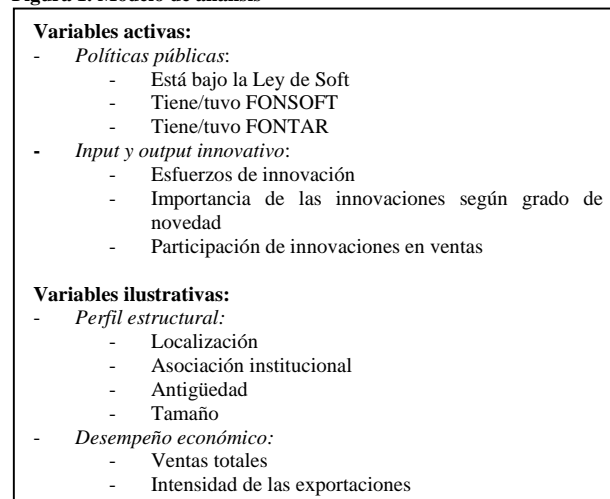 Figura 1. Modelo de análisis
Variables activas:
- Políticas públicas:
- Está bajo la Ley de Soft
- Tiene/tuvo FONSOFT
- Tiene/tuvo FONTAR
- Input y output innovativo:
- Esfuerzos de innovación
- Importancia de las innovaciones según grado de
novedad
- Participación de innovaciones en ventas
Variables ilustrativas:
- Perfil estructural:
- Localización
- Asociación institucional
- Antigüedad
- Tamaño
- Desempeño económico:
- Ventas totales
- Intensidad de las exportaciones